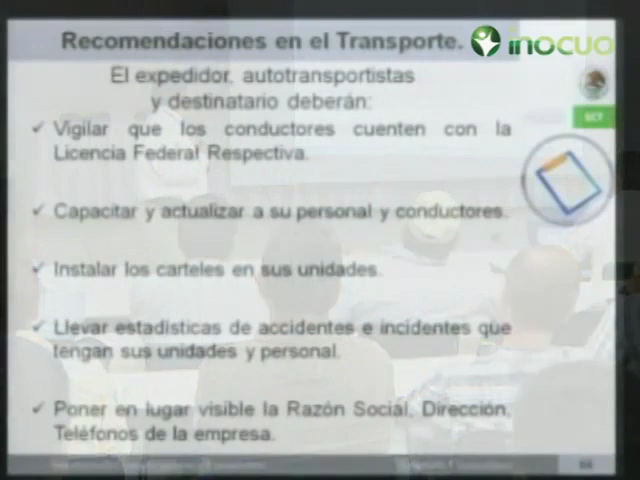 Recomendaciones en el Transporte.
inocuo
El expedidor, autotransportistas
y destinatario deberán:
SCT
✓ Vigilar que los conductores cuenten con la
Licencia Federal Respectiva.
✓ Capacitar y actualizar a su personal y conductores.
✓ Instalar los carteles en sus unidades.
✓ Llevar estadísticas de accidentes e incidentes que
tengan sus unidades y personal.
✓ Poner en lugar visible la Razón Social, Dirección,
Teléfonos de la empresa.